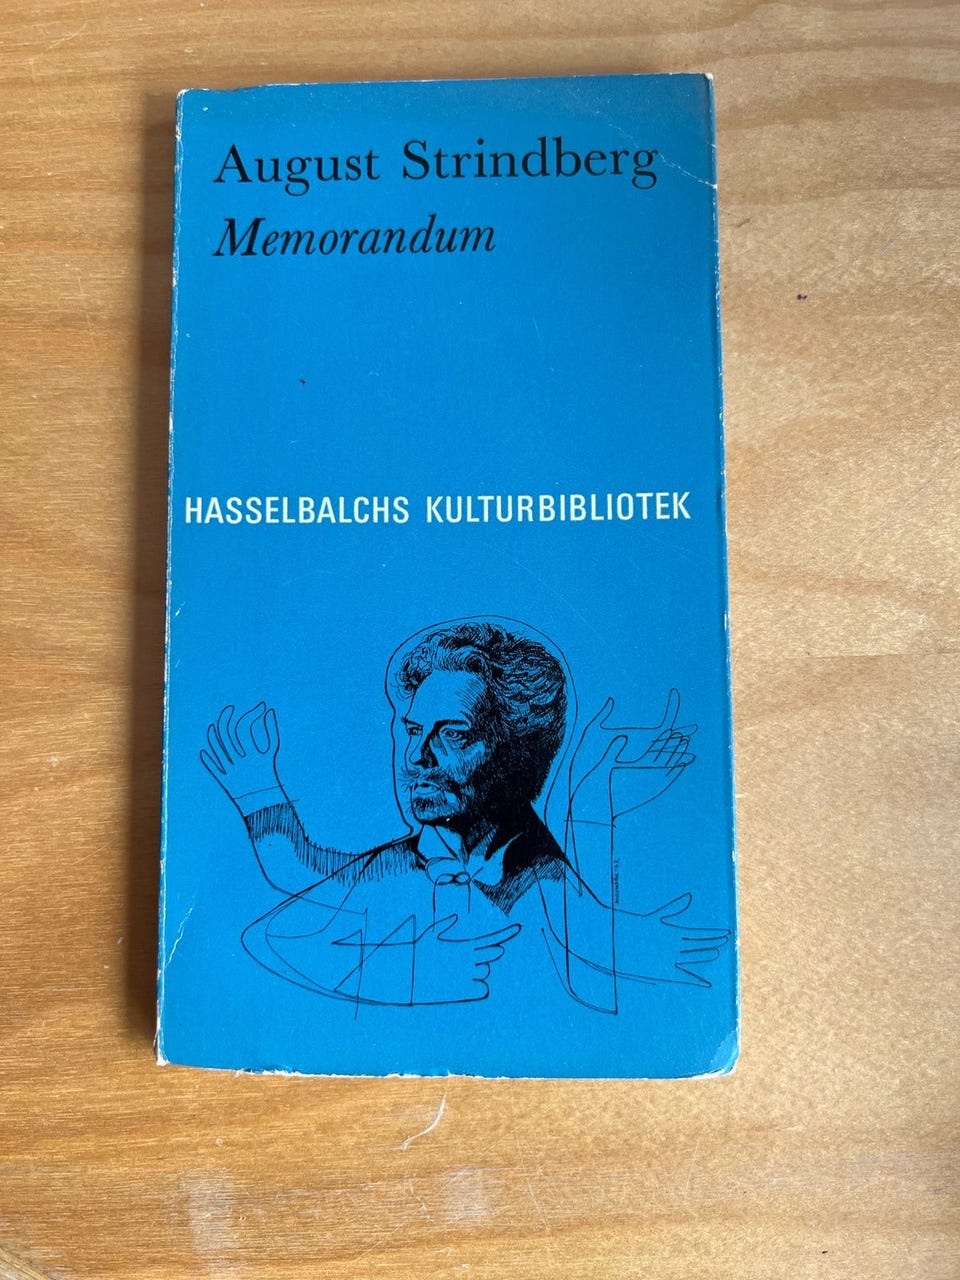 August Strindberg
Memorandum
HASSELBALCHS KULTURBIBLIOTEK